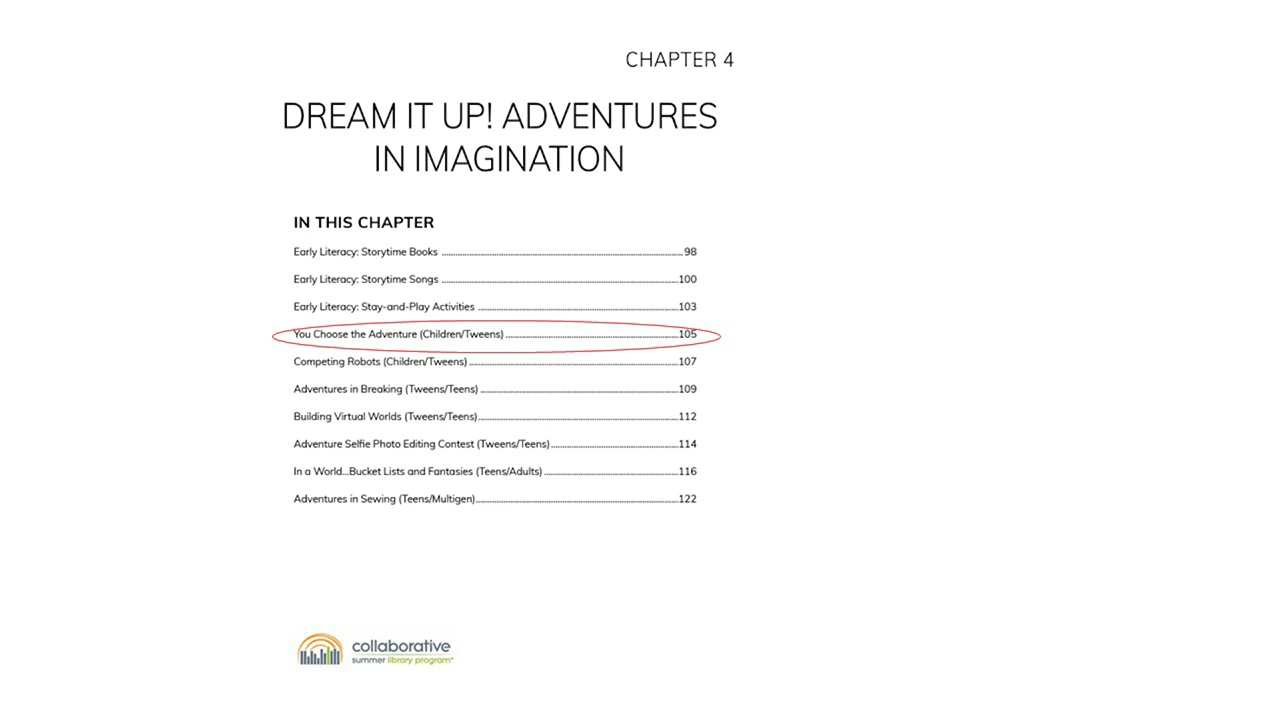 CHAPTER 4
DREAM IT UP! ADVENTURES
IN IMAGINATION
IN THIS CHAPTER
Early Literacy: Storytime Books ........................................ 98
Early Literacy: Storytime Songs ........................................ 100
Early Literacy: Stay-and-Play Activities ........................................ 103
You Choose the Adventure (Children/Tweens) ........................................ 105
Competing Robots (Children/Tweens) ........................................ 107
Adventures in Breaking (Tweens/Teens) ........................................ 109
Building Virtual Worlds (Tweens/Teens) ........................................ 112
Adventure Selfie Photo Editing Contest (Tweens/Teens) ........................................ 114
In a World...Bucket Lists and Fantasies (Teens/Adults) ........................................ 116
Adventures in Sewing (Teens/Multigen) ........................................ 122
collaborative
summer library program®